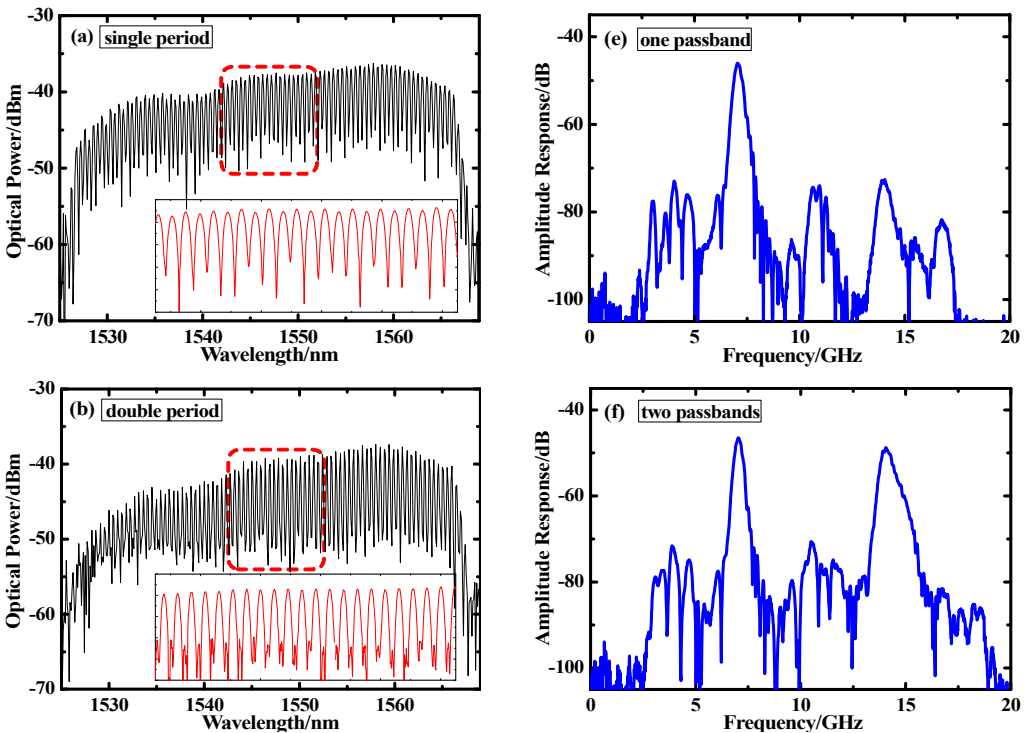 (a) single period
Optical Power/dBm
-30
-40
-50
-60
-70
1530 1540 1550 1560
Wavelength/nm
(e) one passband
Amplitude Response/dB
-40
-60
-80
-100
0 5 10 15 20
Frequency/GHz
(b) double period
Optical Power/dBm
-30
-40
-50
-60
-70
1530 1540 1550 1560
Wavelength/nm
(f) two passbands
Amplitude Response/dB
-40
-60
-80
-100
0 5 10 15 20
Frequency/GHz